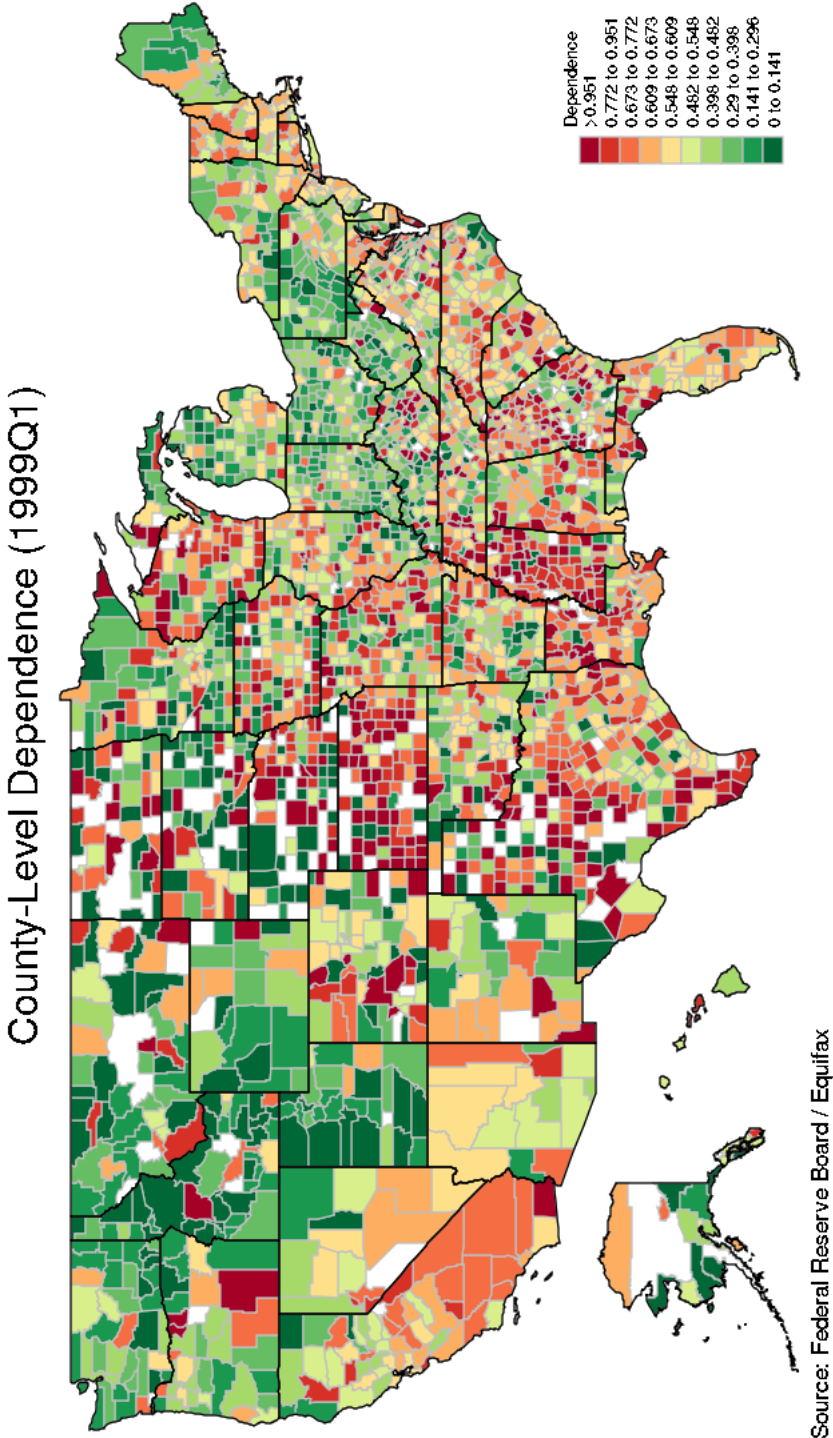 County-Level Dependence (1999Q1)
Dependence
>0.951
0.772 to 0.951
0.673 to 0.772
0.609 to 0.673
0.548 to 0.609
0.482 to 0.548
0.398 to 0.482
0.29 to 0.398
0.141 to 0.296
0 to 0.141
Source: Federal Reserve Board / Equifax